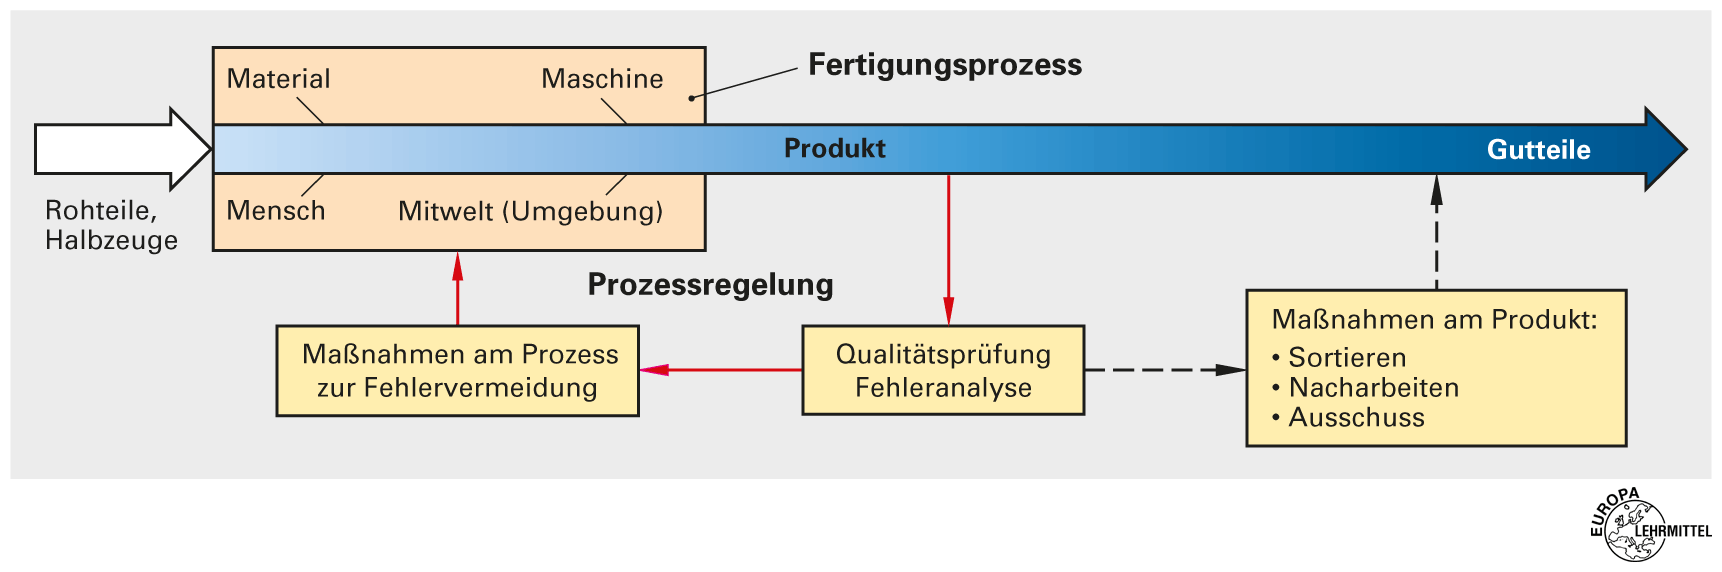 Material
Maschine
Fertigungsprozess
Produkt
Gutteile
Rohteile,
Halbzeuge
Mensch
Mitwelt (Umgebung)
Prozessregelung
Maßnahmen am Prozess
zur Fehlervermeidung
Qualitätsprüfung
Fehleranalyse
Maßnahmen am Produkt:
• Sortieren
• Nacharbeiten
• Ausschuss
EUROPA
LEHRMITTEL